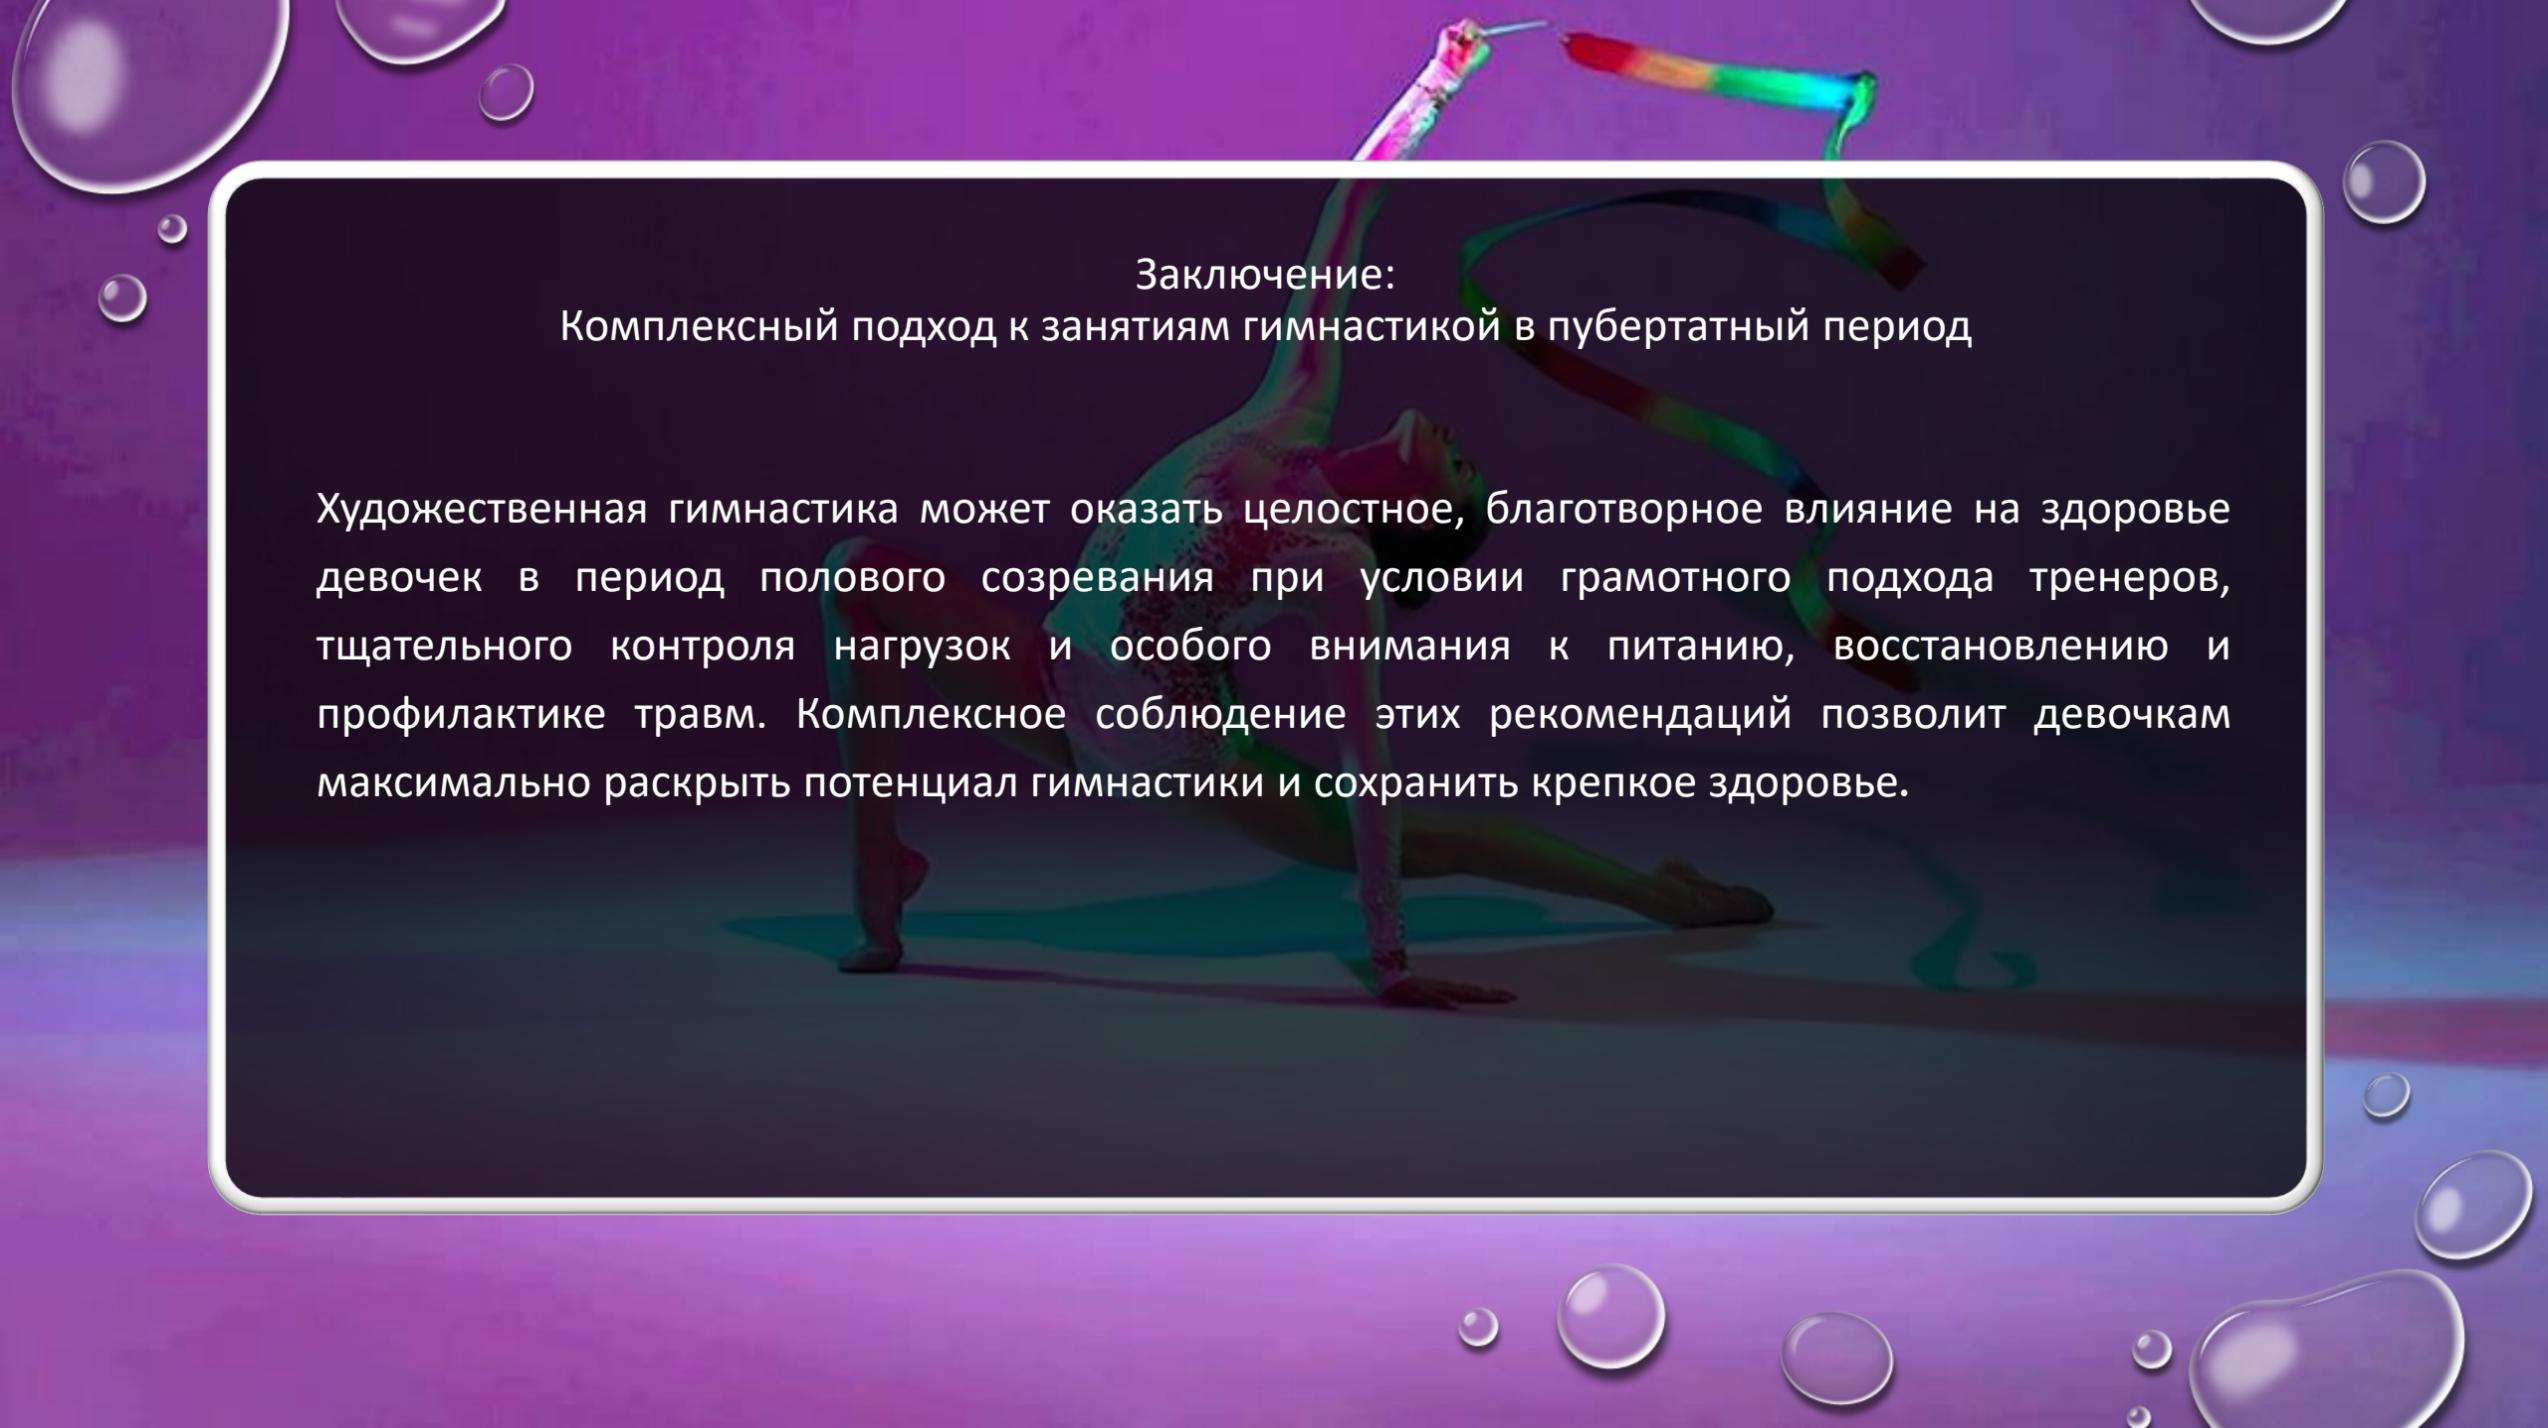 Заключение:
Комплексный подход к занятиям гимнастикой в пубертатный период
Художественная гимнастика может оказать целостное, благотворное влияние на здоровье
девочек в период полового созревания при условии грамотного подхода тренеров,
тщательного контроля нагрузок и особого внимания к питанию, восстановлению и
профилактике травм. Комплексное соблюдение этих рекомендаций позволит девочкам
максимально раскрыть потенциал гимнастики и сохранить крепкое здоровье.